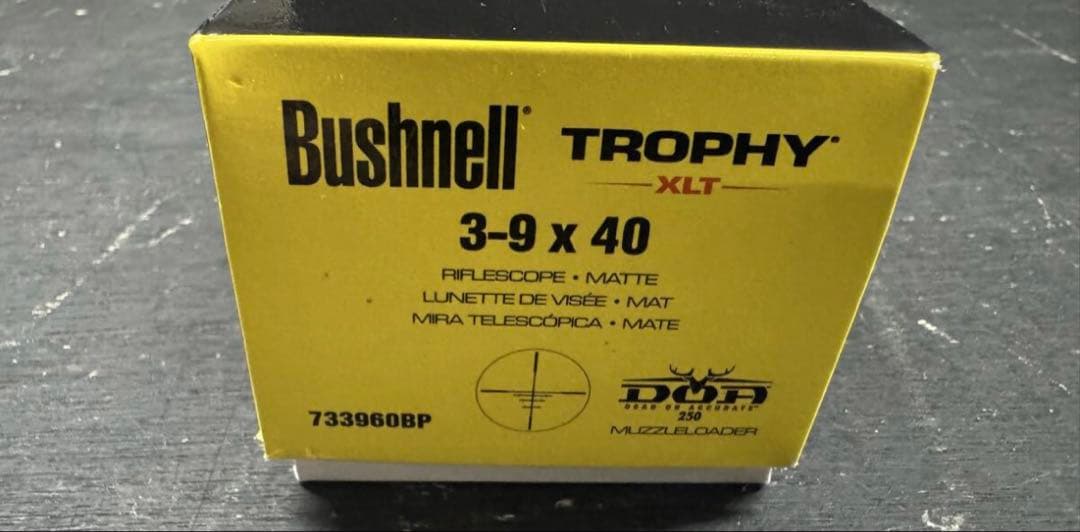 Bushnell® TROPHY®
XLT
3-9 x 40
RIFLESCOPE • MATTE
LUNETTE DE VISÉE • MAT
MIRA TELESCÓPICA • MATE
DOA
DEAD ON ACCURATE™
250
733960BP
MUZZLELOADER